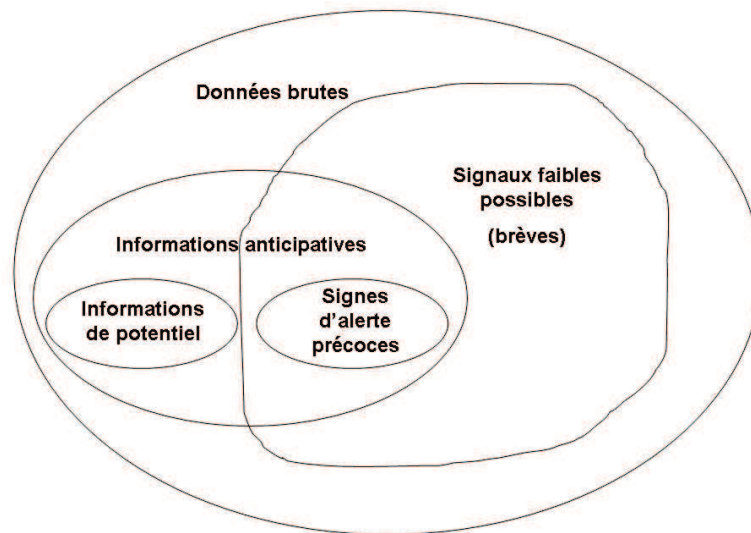 Données brutes
Signaux faibles
possibles
(brèves)
Informations anticipatives
Informations
de potentiel
Signes
d'alerte
précoces